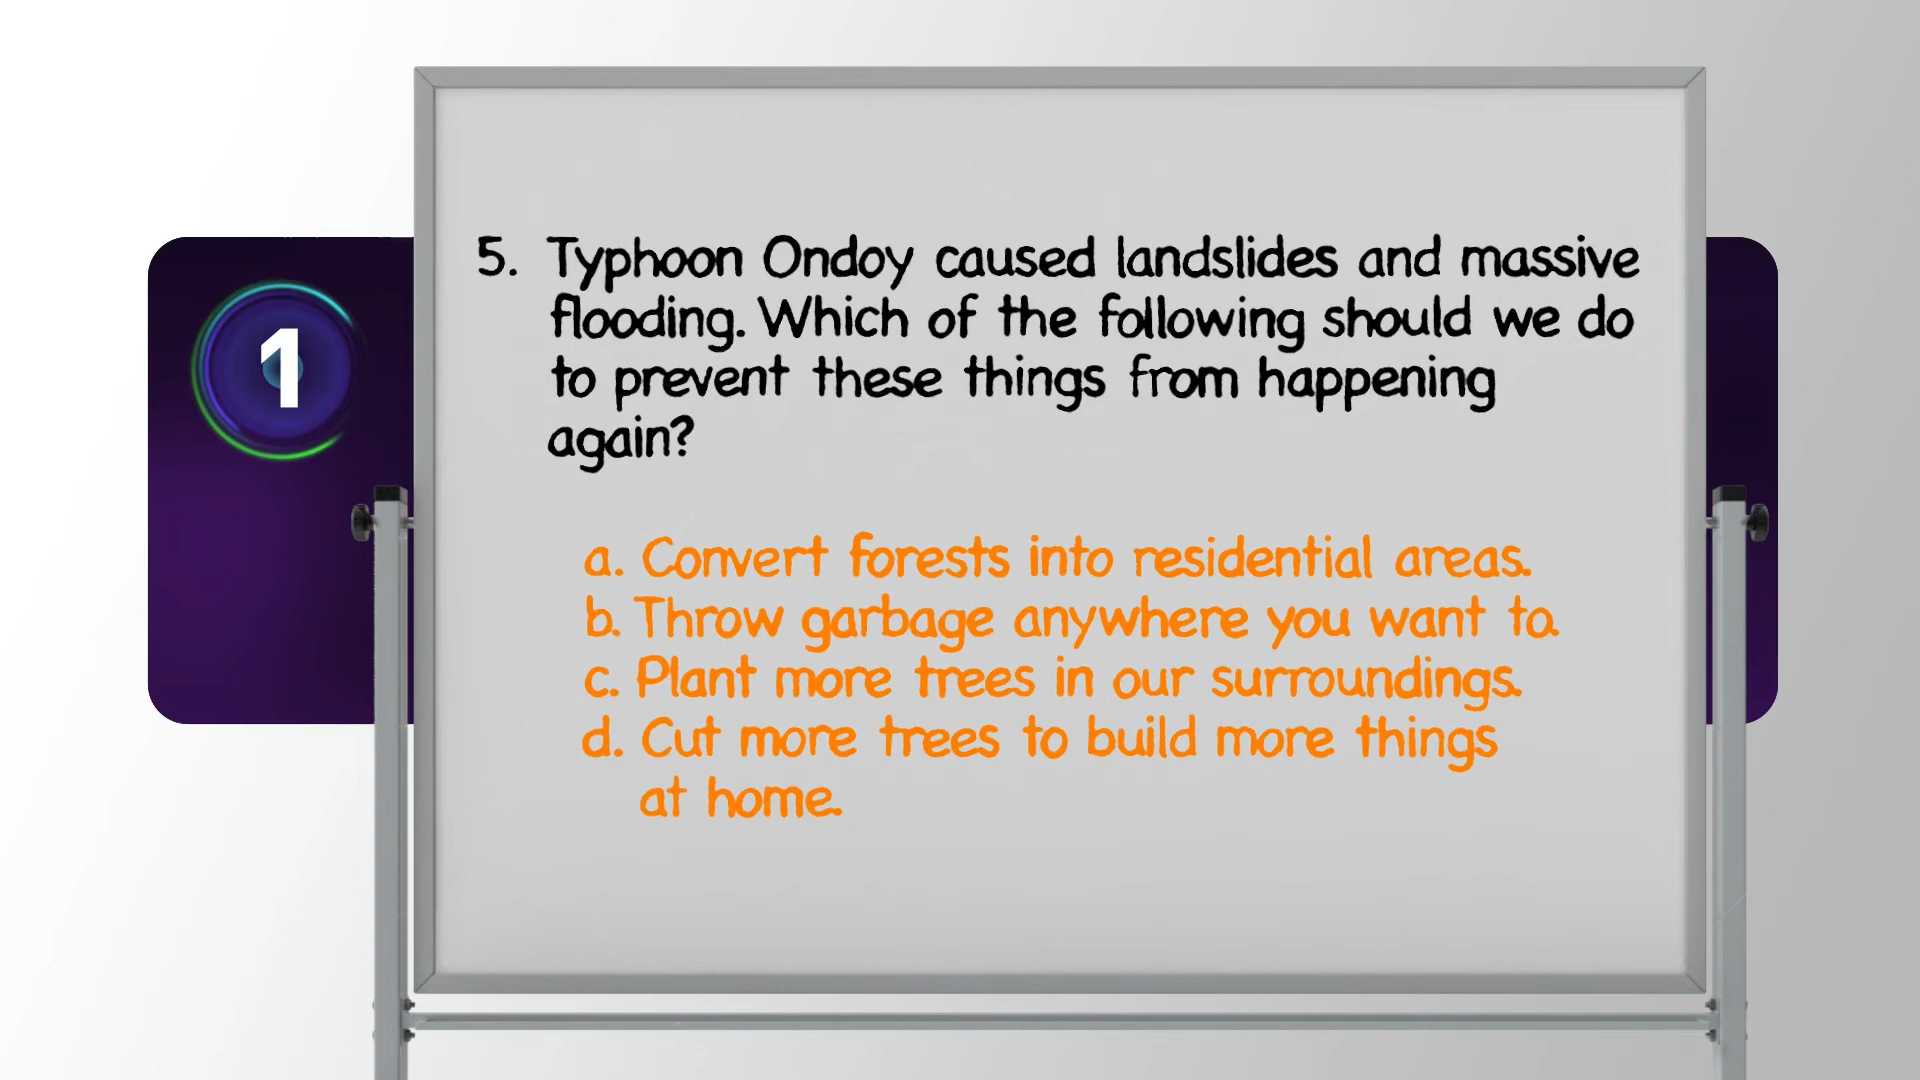 1
5. Typhoon Ondoy caused landslides and massive
flooding. Which of the following should we do
to prevent these things from happening
again?
a. Convert forests into residential areas.
b. Throw garbage anywhere you want to.
c. Plant more trees in our surroundings.
d. Cut more trees to build more things
at home.